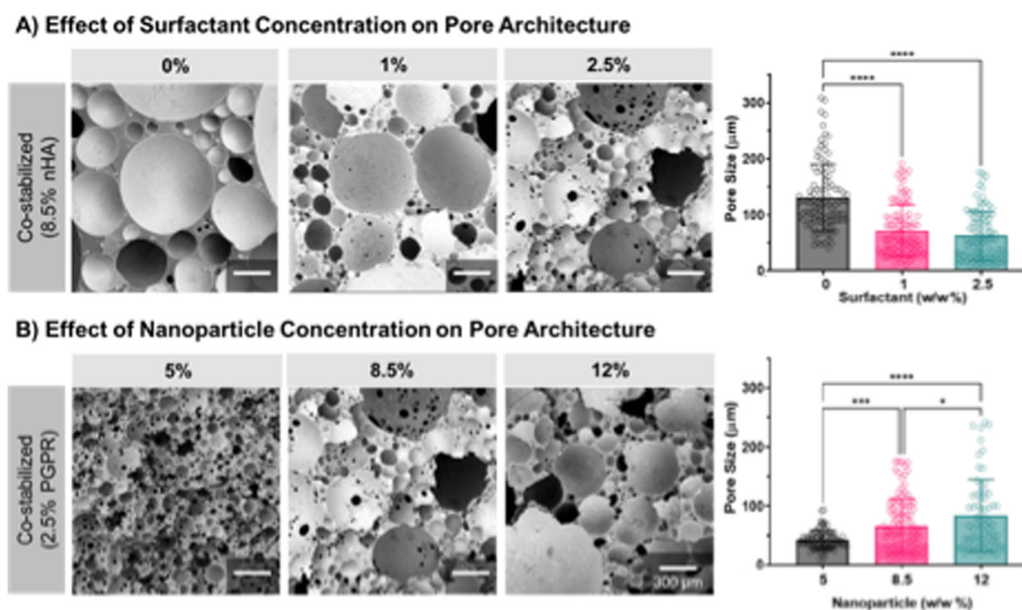 A) Effect of Surfactant Concentration on Pore Architecture
0%
1%
2.5%
Co-stabilized
(8.5% nHA)
****
****
Pore Size (μm)
300
200
100
0
0
1
2.5
Surfactant (w/w%)
B) Effect of Nanoparticle Concentration on Pore Architecture
5%
8.5%
12%
Co-stabilized
(2.5% PGPR)
300 μm
****
***
*
Pore Size (μm)
300
200
100
0
5
8.5
12
Nanoparticle (w/w %)